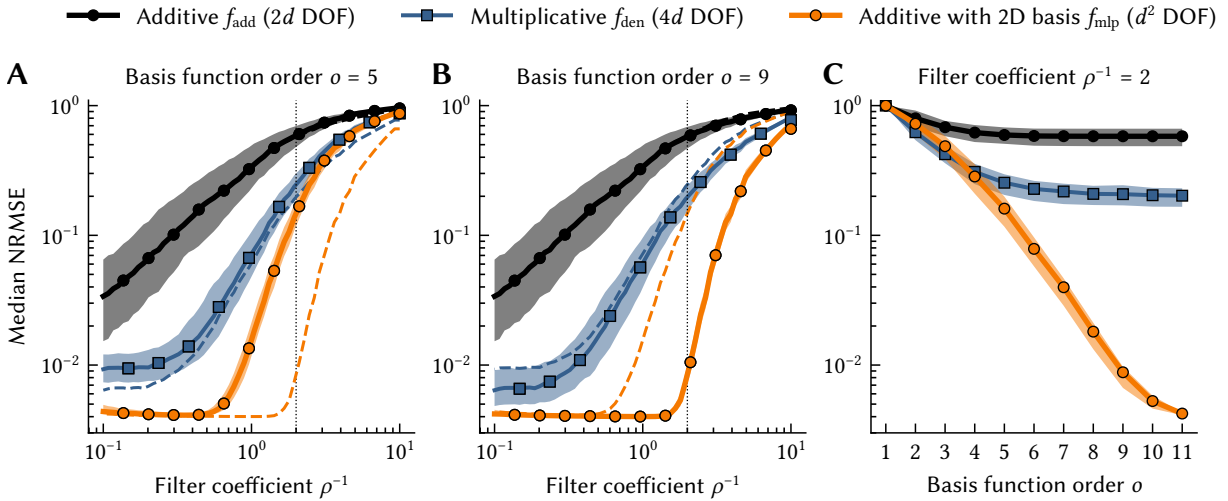 Additive f_add (2d DOF)
Multiplicative f_den (4d DOF)
Additive with 2D basis f_mlp (d² DOF)
A
Basis function order o = 5
B
Basis function order o = 9
C
Filter coefficient ρ⁻¹ = 2
Median NRMSE
10⁰
10⁻¹
10⁻²
10⁻¹ 10⁰ 10¹
Filter coefficient ρ⁻¹
10⁰
10⁻¹
10⁻²
10⁻¹ 10⁰ 10¹
Filter coefficient ρ⁻¹
10⁰
10⁻¹
10⁻²
1 2 3 4 5 6 7 8 9 10 11
Basis function order o